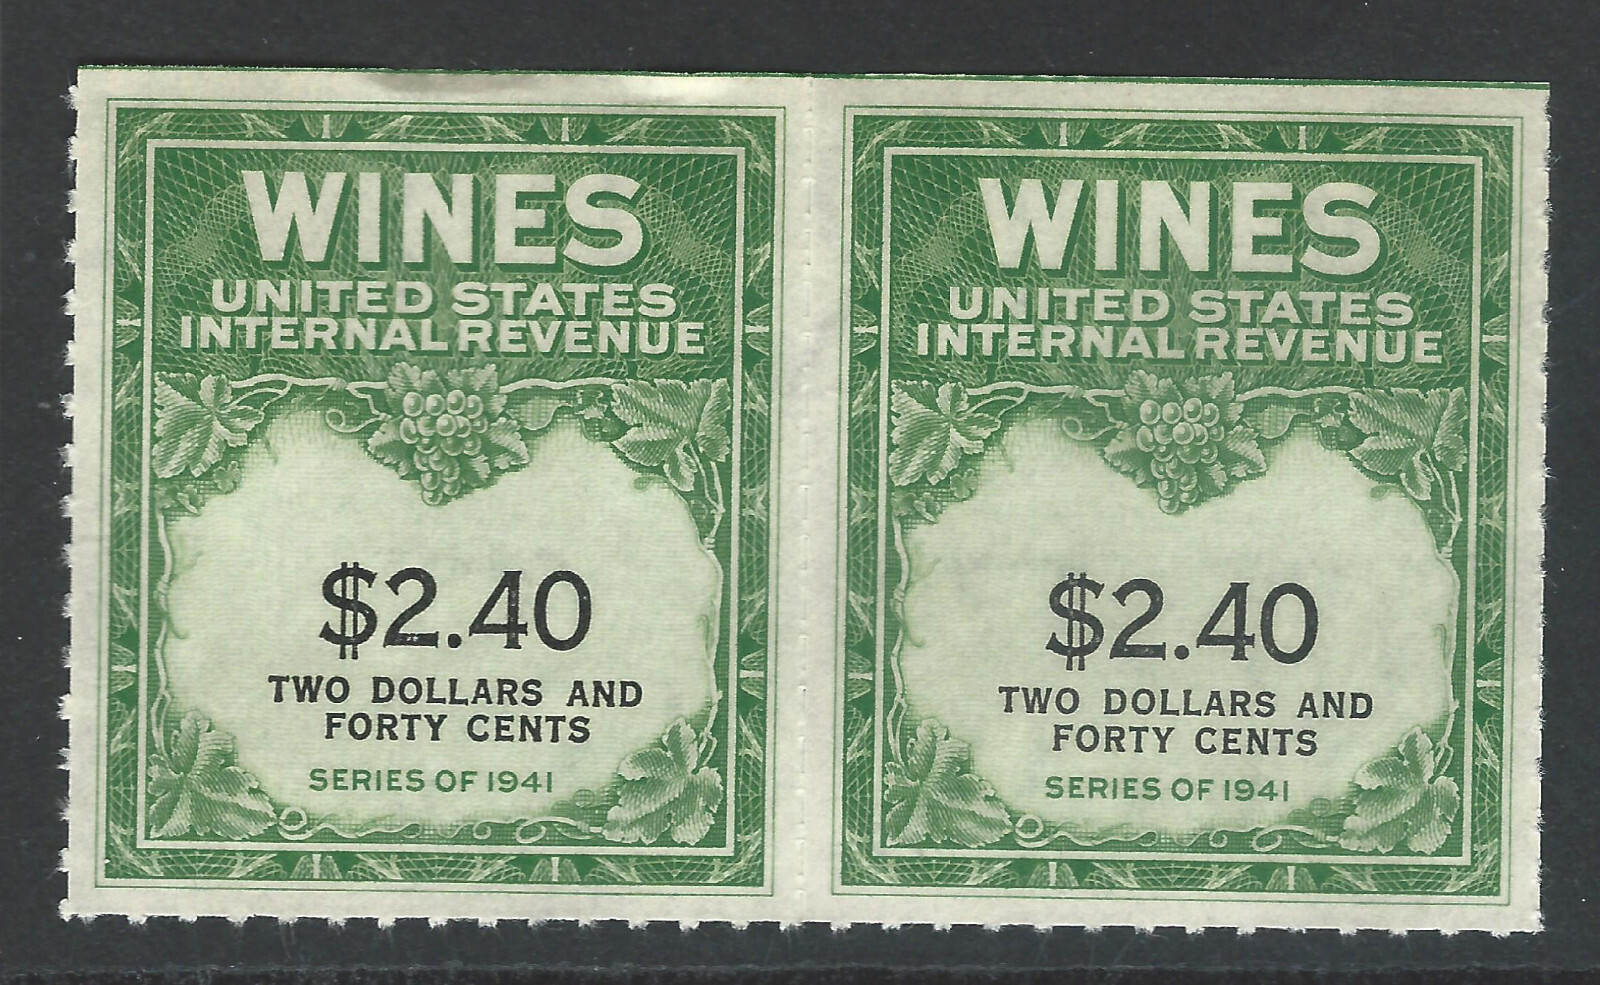 WINES
UNITED STATES
INTERNAL REVENUE
$2.40
TWO DOLLARS AND
FORTY CENTS
SERIES OF 1941
WINES
UNITED STATES
INTERNAL REVENUE
$2.40
TWO DOLLARS AND
FORTY CENTS
SERIES OF 1941